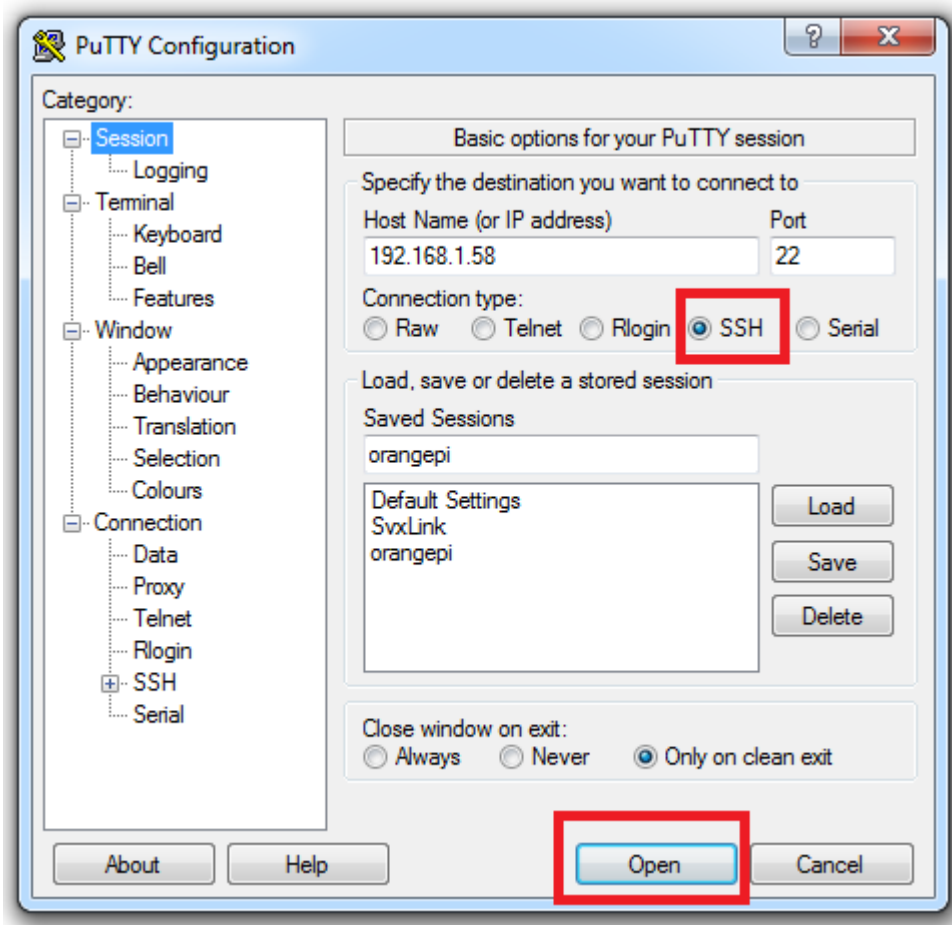 PuTTY Configuration
Category:
Session
Logging
Terminal
Keyboard
Bell
Features
Window
Appearance
Behaviour
Translation
Selection
Colours
Connection
Data
Proxy
Telnet
Rlogin
SSH
Serial
About
Help
Basic options for your PuTTY session
Specify the destination you want to connect to
Host Name (or IP address) Port
192.168.1.58 22
Connection type:
Raw Telnet Rlogin SSH Serial
Load, save or delete a stored session
Saved Sessions
orangepi
Default Settings
SvxLink
orangepi
Load
Save
Delete
Close window on exit:
Always Never Only on clean exit
Open Cancel